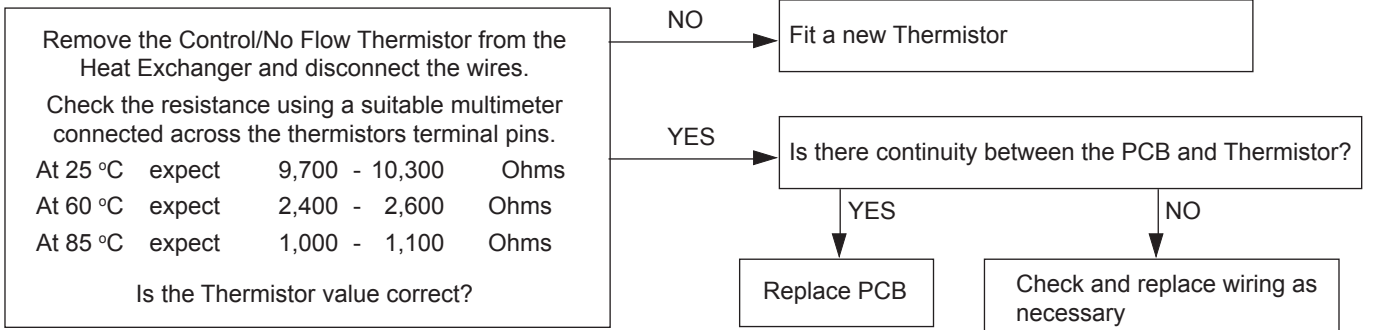 Remove the Control/No Flow Thermistor from the
Heat Exchanger and disconnect the wires.
Check the resistance using a suitable multimeter
connected across the thermistors terminal pins.
At 25 °C expect 9,700 - 10,300 Ohms
At 60 °C expect 2,400 - 2,600 Ohms
At 85 °C expect 1,000 - 1,100 Ohms
Is the Thermistor value correct?
NO
Fit a new Thermistor
YES
Is there continuity between the PCB and Thermistor?
YES
NO
Replace PCB
Check and replace wiring as
necessary